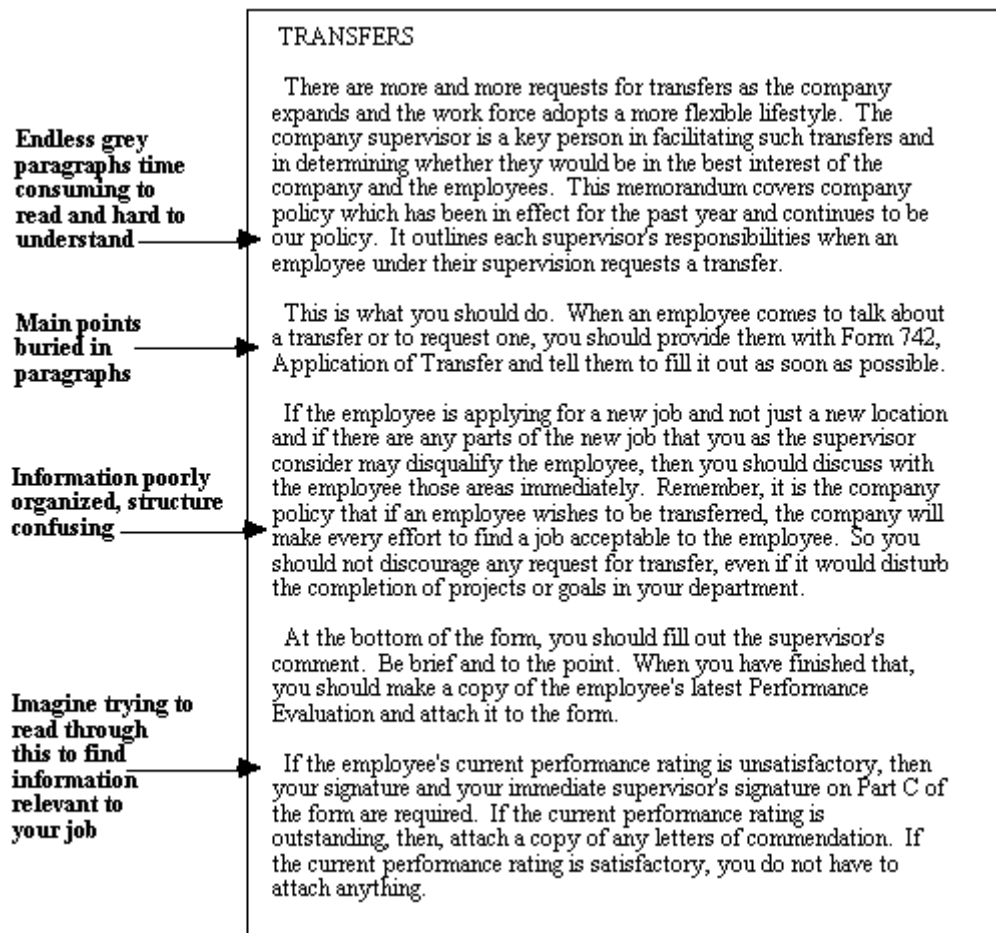 TRANSFERS
There are more and more requests for transfers as the company
expands and the work force adopts a more flexible lifestyle. The
company supervisor is a key person in facilitating such transfers and
in determining whether they would be in the best interest of the
company and the employees. This memorandum covers company
policy which has been in effect for the past year and continues to be
our policy. It outlines each supervisor's responsibilities when an
employee under their supervision requests a transfer.
Endless grey
paragraphs time
consuming to
read and hard to
understand
This is what you should do. When an employee comes to talk about
a transfer or to request one, you should provide them with Form 742,
Application of Transfer and tell them to fill it out as soon as possible.
Main points
buried in
paragraphs
If the employee is applying for a new job and not just a new location
and if there are any parts of the new job that you as the supervisor
consider may disqualify the employee, then you should discuss with
the employee those areas immediately. Remember, it is the company
policy that if an employee wishes to be transferred, the company will
make every effort to find a job acceptable to the employee. So you
should not discourage any request for transfer, even if it would disturb
the completion of projects or goals in your department.
Information poorly
organized, structure
confusing
At the bottom of the form, you should fill out the supervisor's
comment. Be brief and to the point. When you have finished that,
you should make a copy of the employee's latest Performance
Evaluation and attach it to the form.
If the employee's current performance rating is unsatisfactory, then
your signature and your immediate supervisor's signature on Part C of
the form are required. If the current performance rating is
outstanding, then, attach a copy of any letters of commendation. If
the current performance rating is satisfactory, you do not have to
attach anything.
Imagine trying to
read through
this to find
information
relevant to
your job